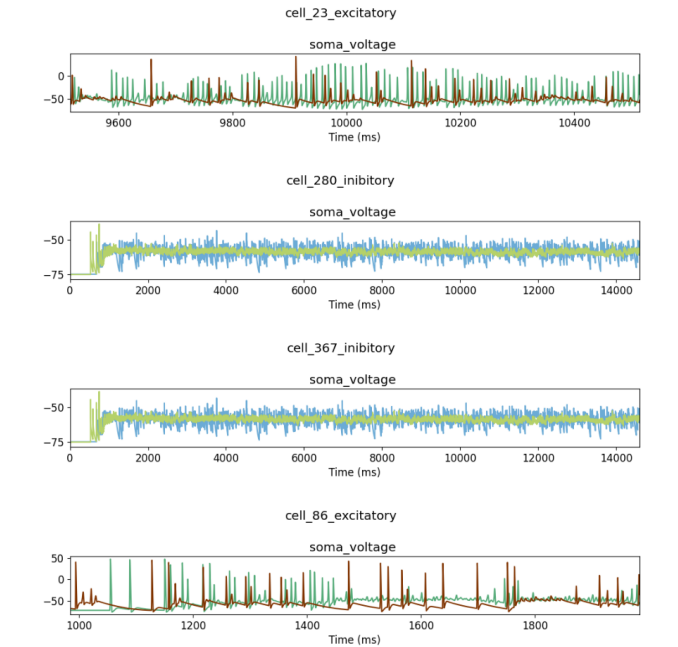 cell_23_excitatory
soma_voltage
0
−50
9600 9800 10000 10200 10400
Time (ms)
cell_280_inibitory
soma_voltage
−50
−75
0 2000 4000 6000 8000 10000 12000 14000
Time (ms)
cell_367_inibitory
soma_voltage
−50
−75
0 2000 4000 6000 8000 10000 12000 14000
Time (ms)
cell_86_excitatory
soma_voltage
50
0
−50
1000 1200 1400 1600 1800
Time (ms)